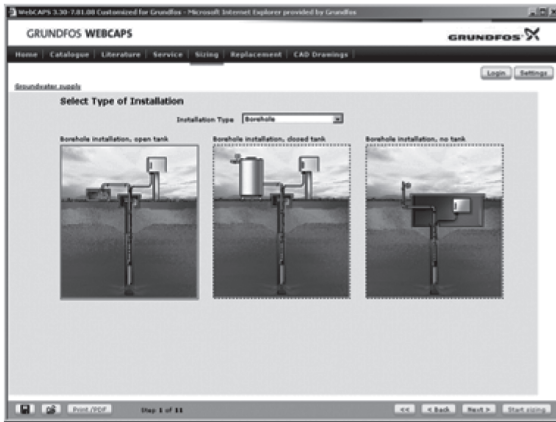 WebCAPS 3.30 -7.01.08 Customized for Grundfos - Microsoft Internet Explorer provided by Grundfos
GRUNDFOS WEBCAPS
GRUNDFOS
Home Catalogue Literature Service Sizing Replacement CAD Drawings
Login Settings
Groundwater supply
Select Type of Installation
Installation Type Borehole
Borehole installation, open tank Borehole installation, closed tank Borehole installation, no tank
Print /PDF Step 1 of 11 << < Back Next > Start sizing